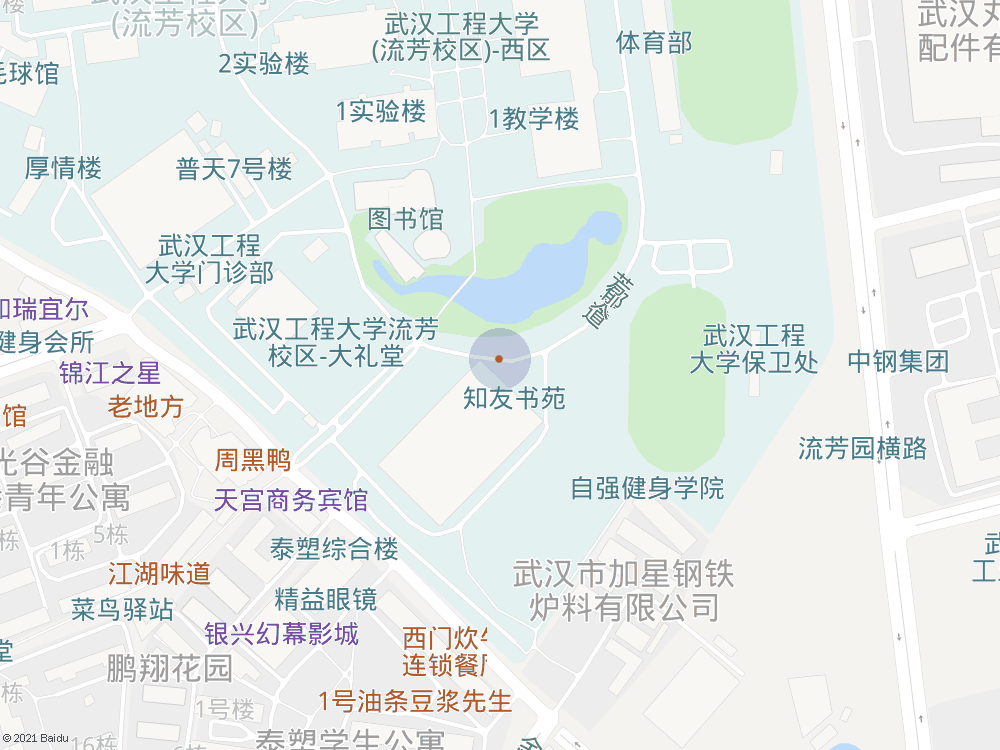 (流芳校区)
武汉工程大学
(流芳校区)-西区
体育部
武汉丸
配件有
2实验楼
毛球馆
1实验楼
1教学楼
厚情楼
普天7号楼
图书馆
武汉工程
大学门诊部
芳郁道
和瑞宜尔
健身会所
武汉工程大学流芳
校区-大礼堂
武汉工程
大学保卫处
中钢集团
锦江之星
老地方
知友书苑
馆
流芳园横路
周黑鸭
光谷金融
青年公寓
天宫商务宾馆
自强健身学院
5栋
1栋
栋
泰塑综合楼
江湖味道
武汉市加星钢铁
炉料有限公司
精益眼镜
菜鸟驿站
银兴幻幕影城
西门炊牛
连锁餐厅
堂
鹏翔花园
1号油条豆浆先生
1号楼
16栋
泰塑学生公寓
© 2021 Baidu